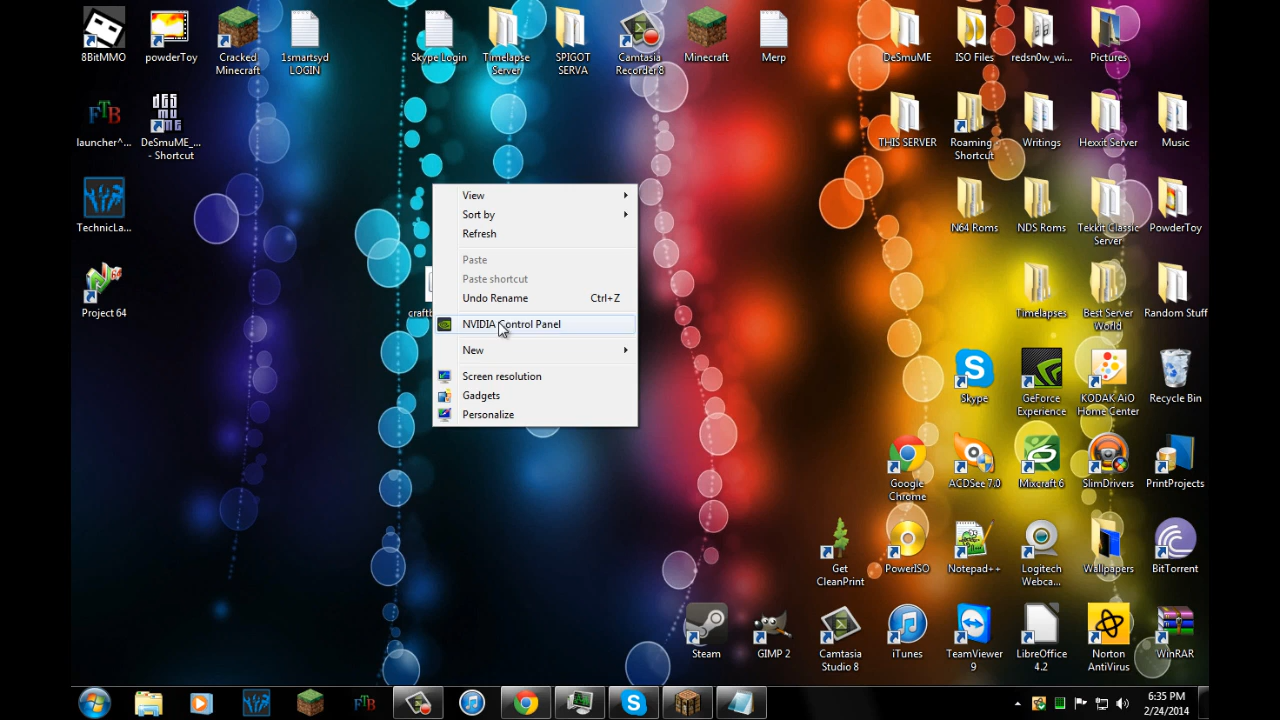 8BitMMO
powderToy
Cracked
Minecraft
1smartsyd
LOGIN
Skype Login
Timelapse
Server
SPIGOT
SERVA
Camtasia
Recorder 8
Minecraft
Merp
DeSmuME
ISO Files
redsn0w_wi...
Pictures
launcher^...
DeSmuME_...
- Shortcut
THIS SERVER
Roaming -
Shortcut
Writings
Hexxit Server
Music
TechnicLa...
N64 Roms
NDS Roms
Tekkit Classic
Server
PowderToy
Project 64
craftb
Timelapses
Best Server
World
Random Stuff
View
Sort by
Refresh
Paste
Paste shortcut
Undo Rename Ctrl+Z
NVIDIA Control Panel
New
Screen resolution
Gadgets
Personalize
Skype
GeForce
Experience
KODAK AiO
Home Center
Recycle Bin
Google
Chrome
ACDSee 7.0
Mixcraft 6
SlimDrivers
PrintProjects
Get
CleanPrint
PowerISO
Notepad++
Logitech
Webca...
Wallpapers
BitTorrent
Steam
GIMP 2
Camtasia
Studio 8
iTunes
TeamViewer
9
LibreOffice
4.2
Norton
AntiVirus
WinRAR
6:35 PM
2/24/2014